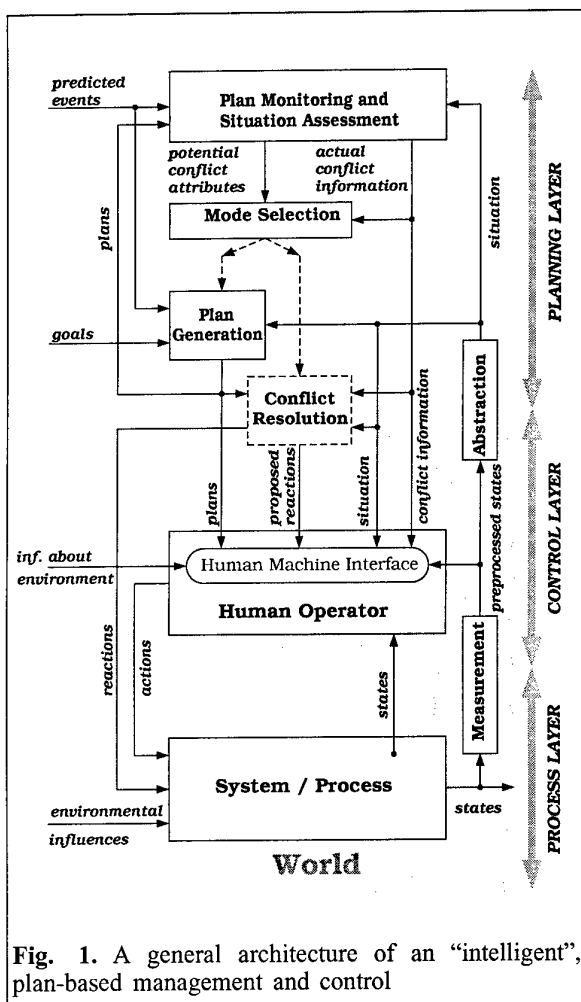 predicted
events
Plan Monitoring and
Situation Assessment
potential
conflict
attributes
actual
conflict
information
Mode Selection
plans
situation
PLANNING LAYER
Plan
Generation
goals
Conflict
Resolution
Abstraction
plans
proposed
reactions
situation
conflict information
preprocessed states
CONTROL LAYER
inf. about
environment
Human Machine Interface
Human Operator
reactions
actions
states
Measurement
System / Process
states
environmental
influences
PROCESS LAYER
World
Fig. 1. A general architecture of an “intelligent”,
plan-based management and control